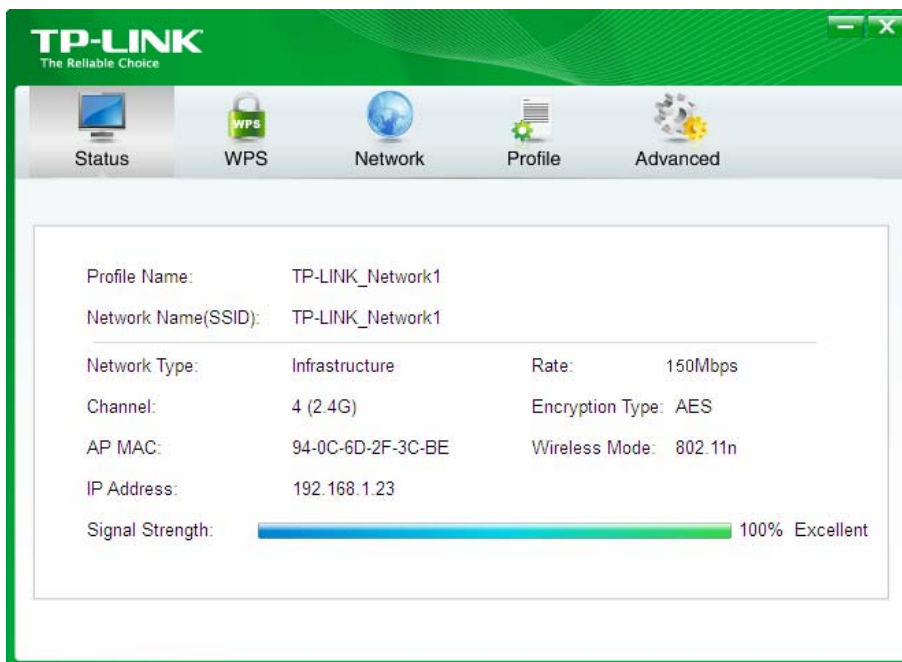 TP-LINK
The Reliable Choice
WPS
Status WPS Network Profile Advanced
Profile Name: TP-LINK_Network1
Network Name(SSID): TP-LINK_Network1
Network Type: Infrastructure Rate: 150Mbps
Channel: 4 (2.4G) Encryption Type: AES
AP MAC: 94-0C-6D-2F-3C-BE Wireless Mode: 802.11n
IP Address: 192.168.1.23
Signal Strength: 100% Excellent